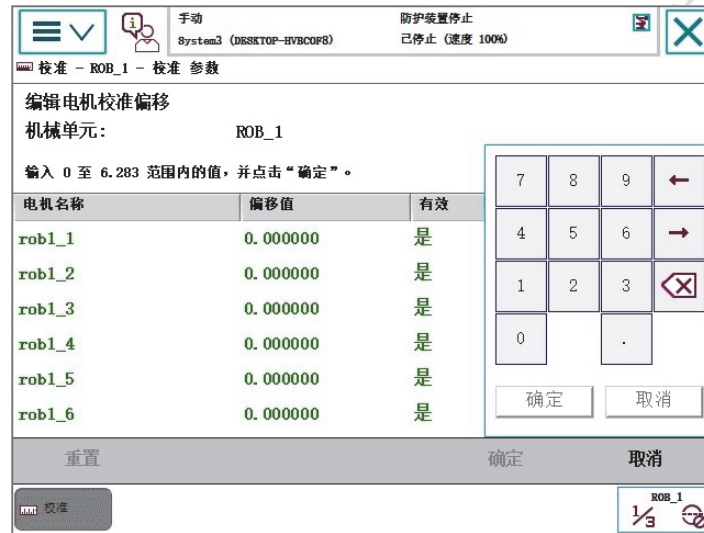 手动
System3 (DESKTOP-HVBCOF8)
防护装置停止
已停止 (速度 100%)
校准 - ROB_1 - 校准 参数
编辑电机校准偏移
机械单元: ROB_1
输入 0 至 6.283 范围内的值,并点击“确定”。
电机名称 偏移值 有效
rob1_1 0.000000 是
rob1_2 0.000000 是
rob1_3 0.000000 是
rob1_4 0.000000 是
rob1_5 0.000000 是
rob1_6 0.000000 是
7 8 9 ←
4 5 6 →
1 2 3
0 .
确定 取消
重置 确定 取消
校准
ROB_1
1/3